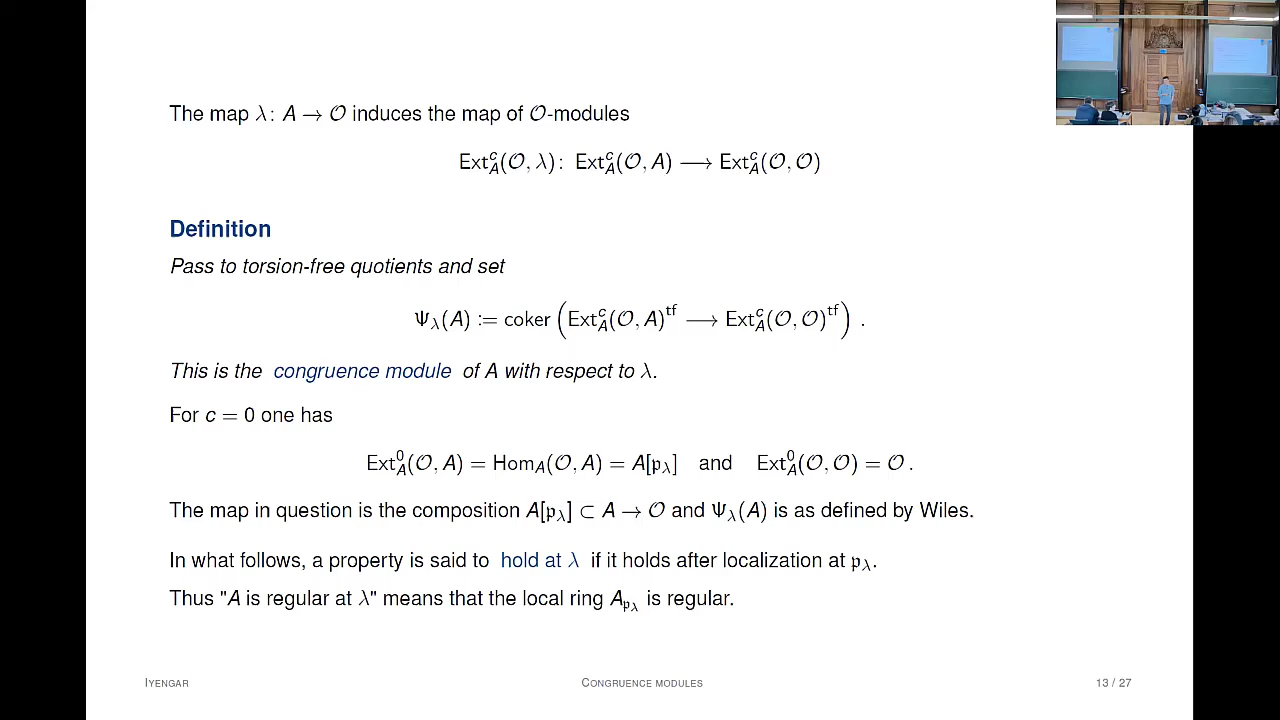 The map λ: A → 𝒪 induces the map of 𝒪-modules
Ext^c_A(𝒪, λ): Ext^c_A(𝒪, A) ⟶ Ext^c_A(𝒪, 𝒪)
Definition
Pass to torsion-free quotients and set
Ψ_λ(A) := coker (Ext^c_A(𝒪, A)^tf ⟶ Ext^c_A(𝒪, 𝒪)^tf) .
This is the congruence module of A with respect to λ.
For c = 0 one has
Ext^0_A(𝒪, A) = Hom_A(𝒪, A) = A[𝔭_λ] and Ext^0_A(𝒪, 𝒪) = 𝒪 .
The map in question is the composition A[𝔭_λ] ⊂ A → 𝒪 and Ψ_λ(A) is as defined by Wiles.
In what follows, a property is said to hold at λ if it holds after localization at 𝔭_λ.
Thus "A is regular at λ" means that the local ring A_𝔭_λ is regular.
IYENGAR CONGRUENCE MODULES 13 / 27